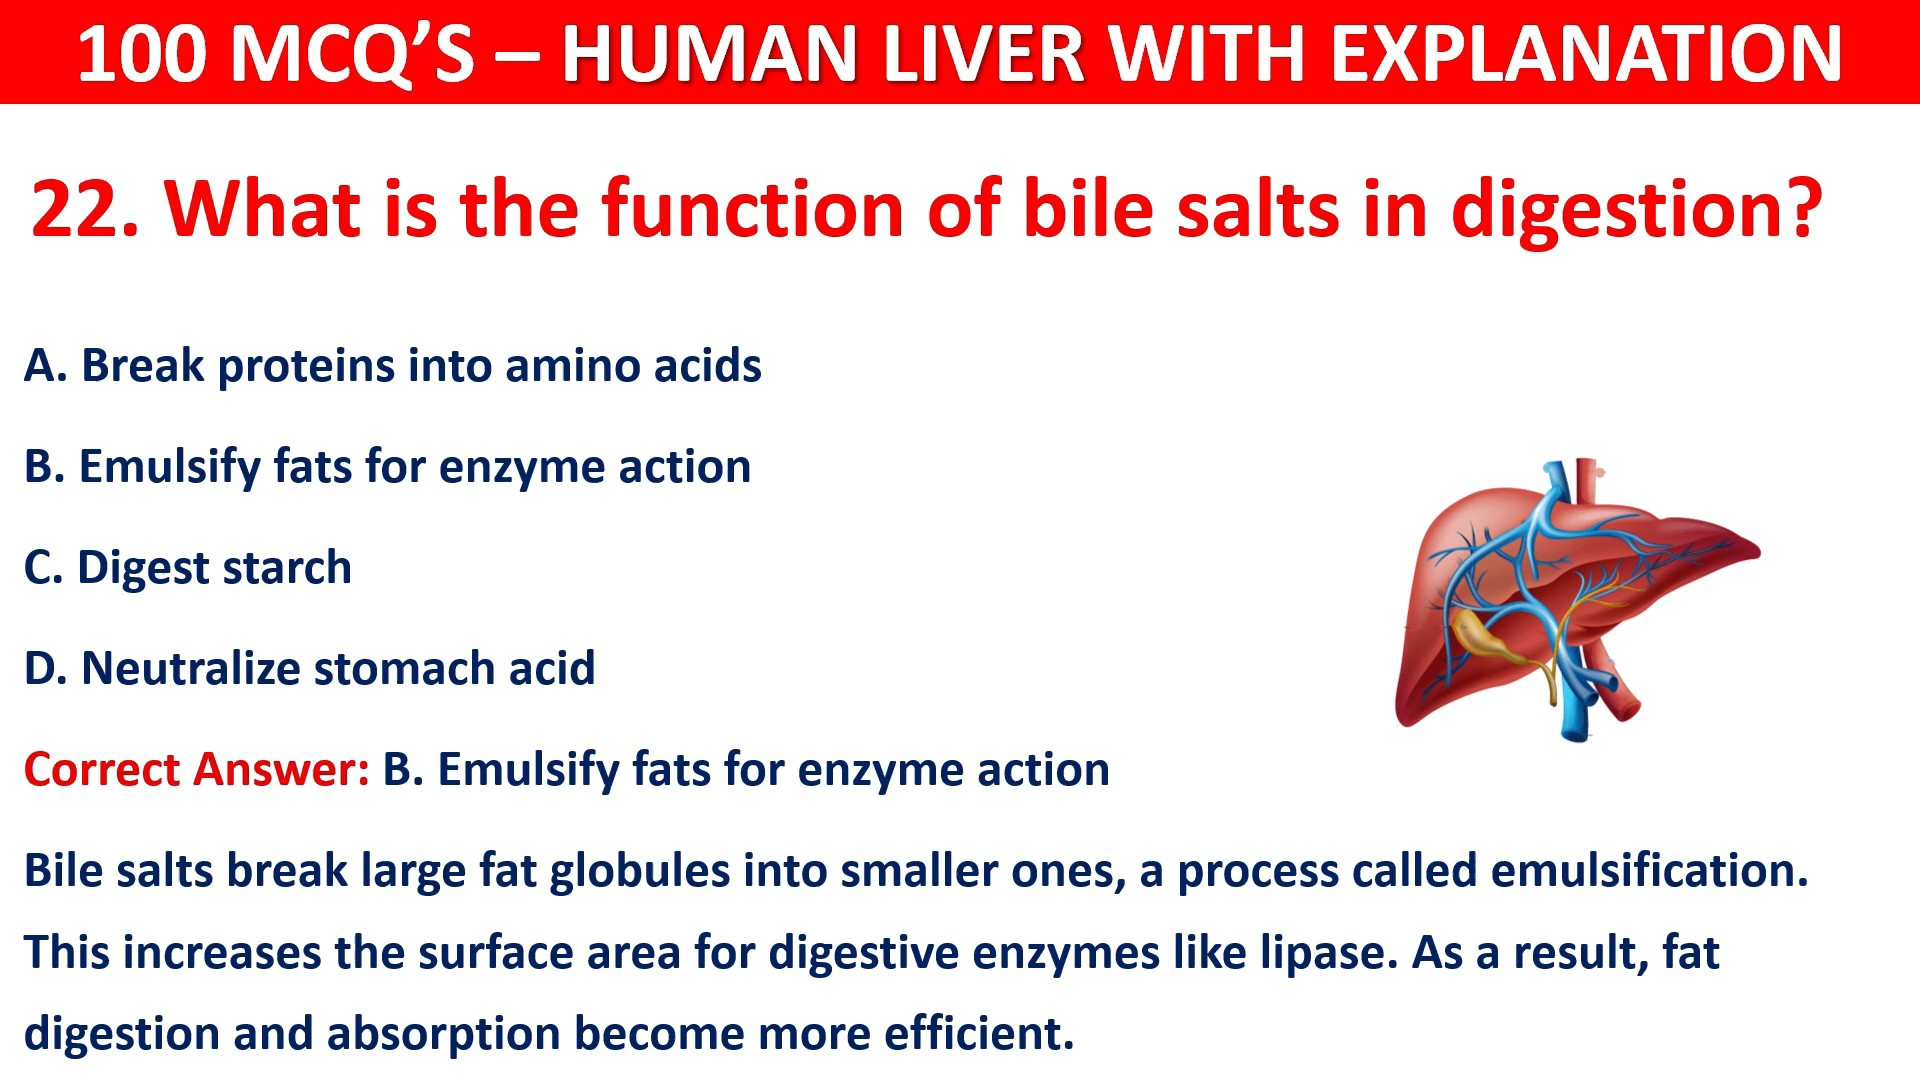 100 MCQ’S – HUMAN LIVER WITH EXPLANATION
22. What is the function of bile salts in digestion?
A. Break proteins into amino acids
B. Emulsify fats for enzyme action
C. Digest starch
D. Neutralize stomach acid
Correct Answer: B. Emulsify fats for enzyme action
Bile salts break large fat globules into smaller ones, a process called emulsification.
This increases the surface area for digestive enzymes like lipase. As a result, fat
digestion and absorption become more efficient.